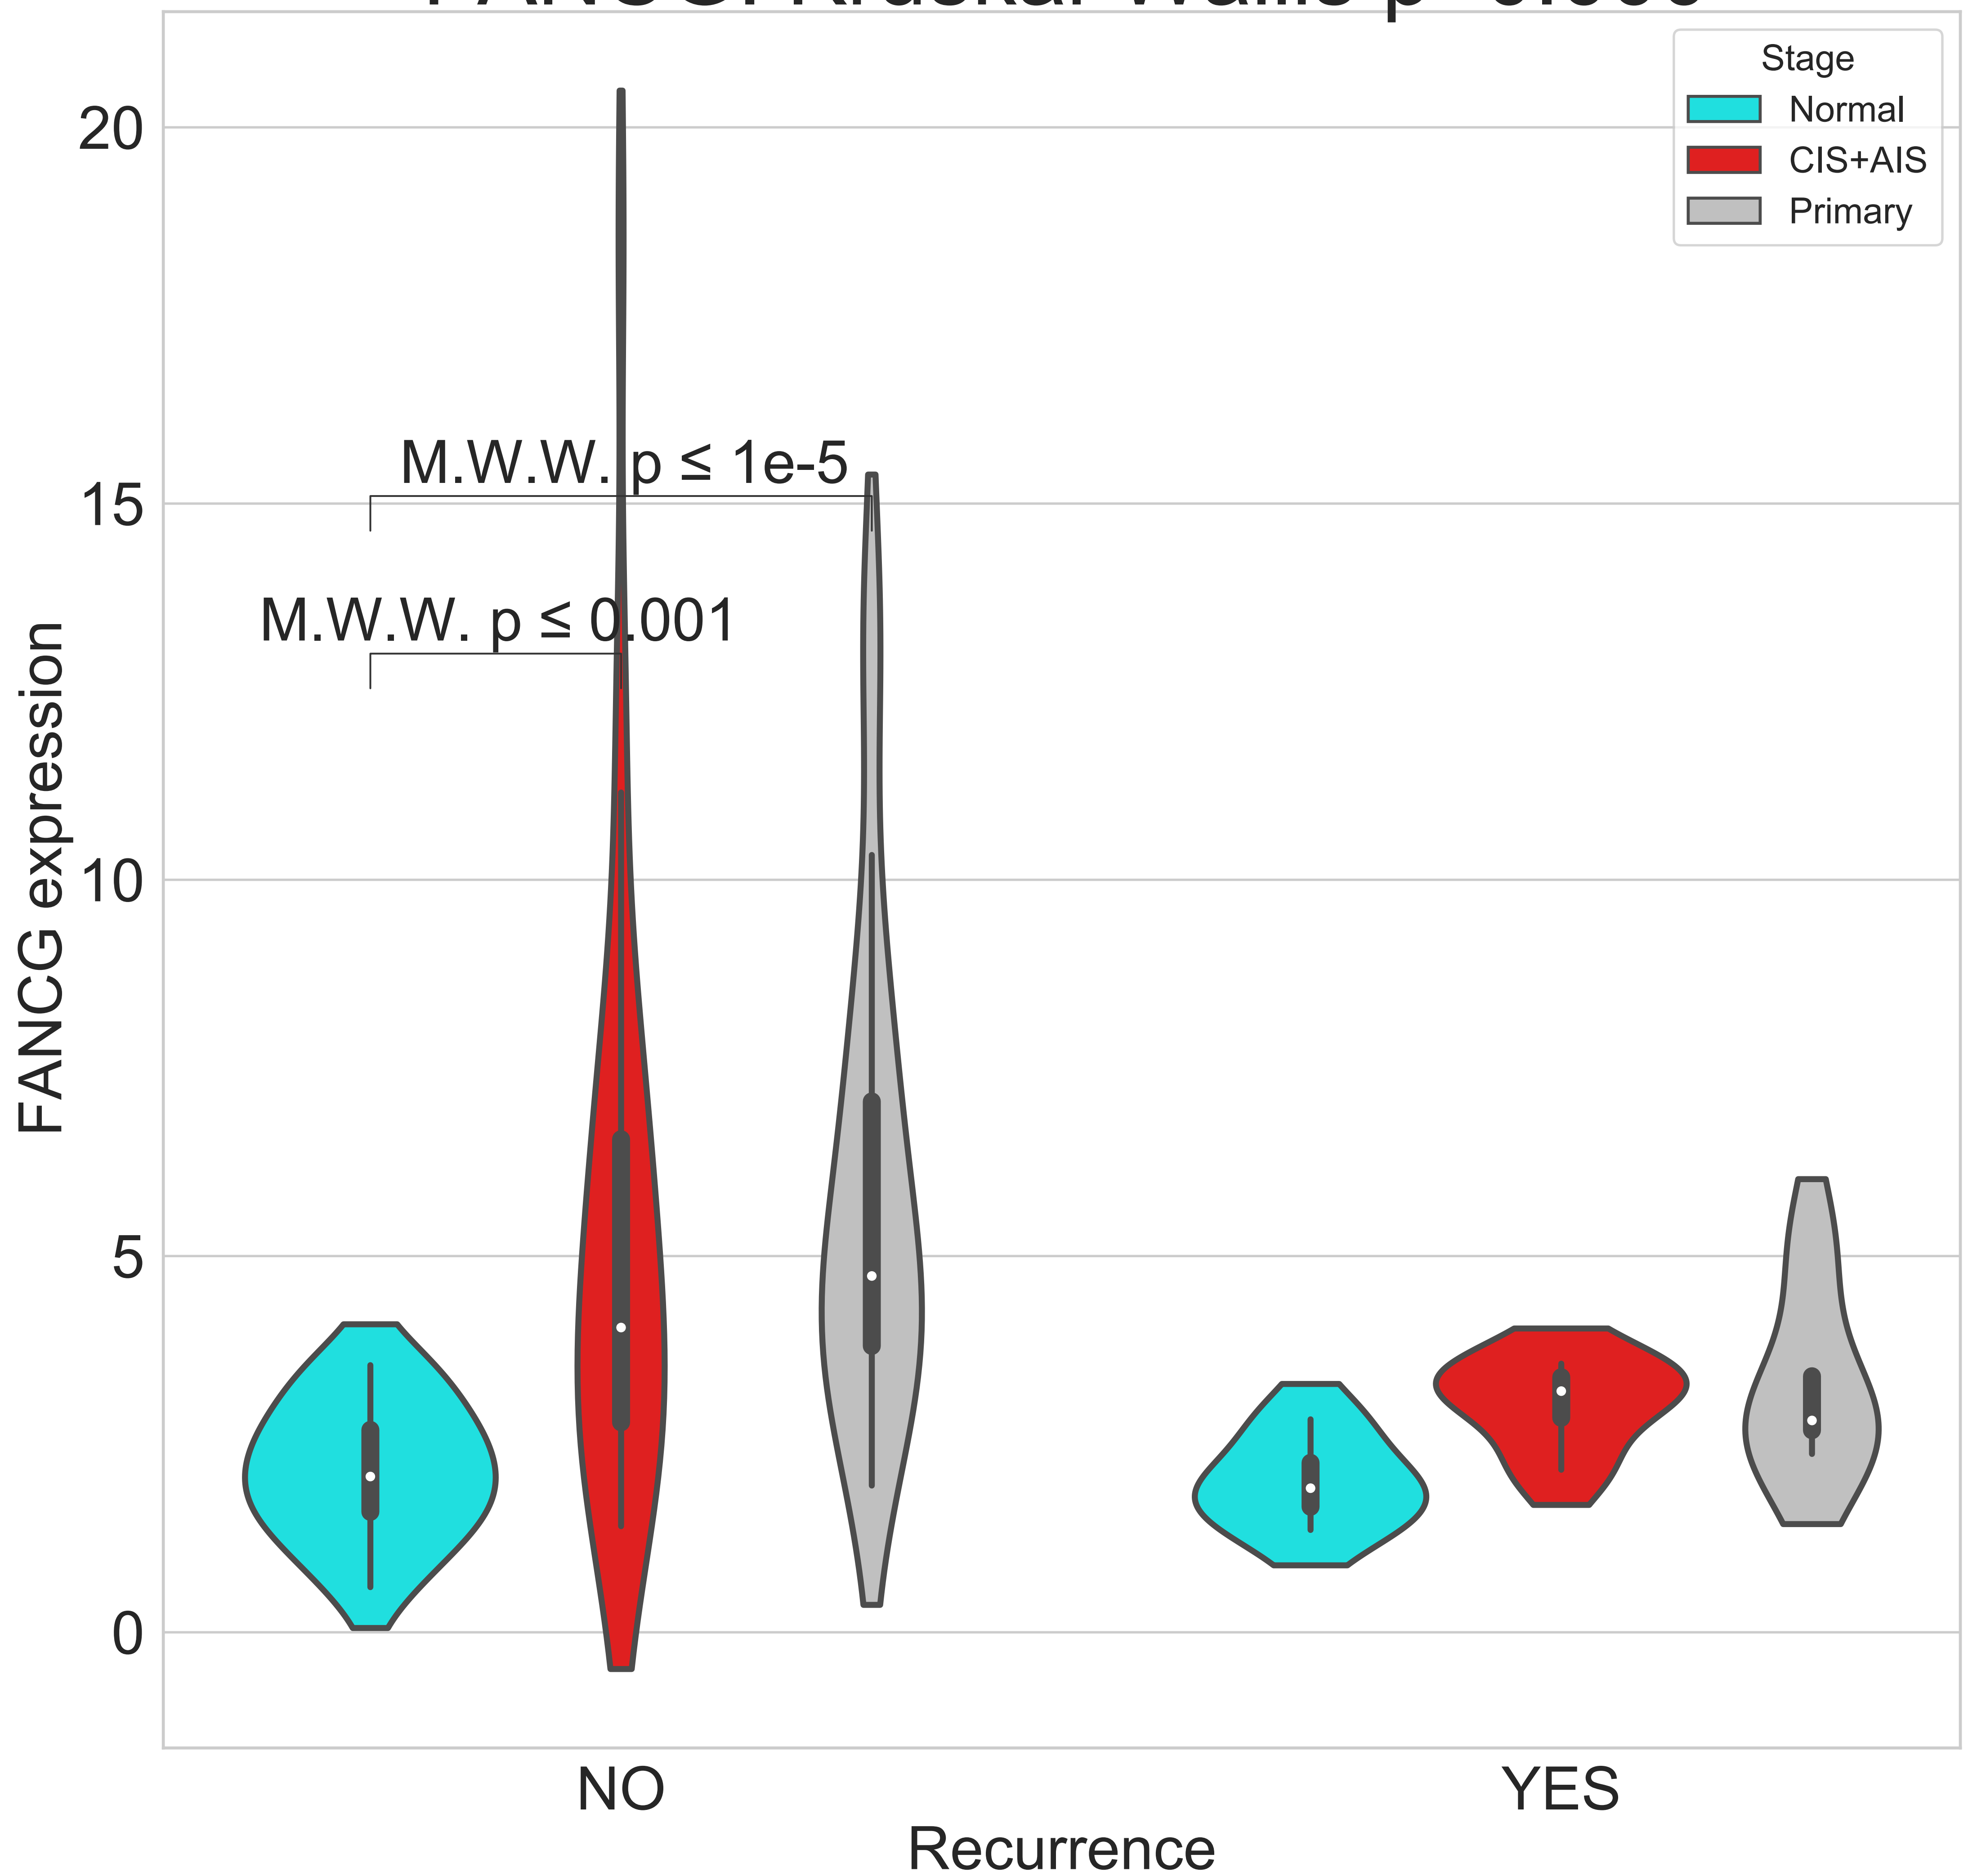 Stage
Normal
CIS+AIS
Primary
20
15
10
5
0
M.W.W. p ≤ 1e-5
M.W.W. p ≤ 0.001
FANCG expression
NO
YES
Recurrence